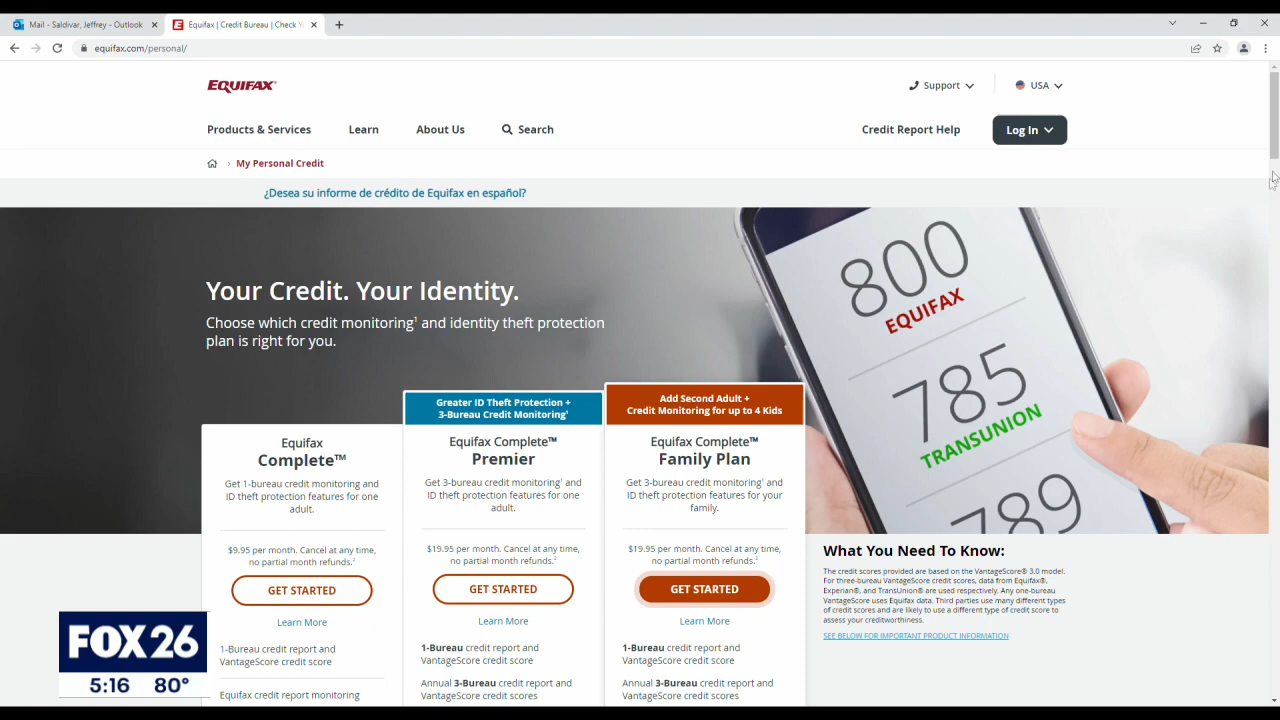 Mail - Saldivar, Jeffrey - Outlook
Equifax | Credit Bureau | Check Y
equifax.com/personal/
EQUIFAX
Support
USA
Products & Services
Learn
About Us
Search
Credit Report Help
Log In
My Personal Credit
¿Desea su informe de crédito de Equifax en español?
Your Credit. Your Identity.
Choose which credit monitoring¹ and identity theft protection
plan is right for you.
800
EQUIFAX
785
TRANSUNION
789
Equifax
Complete™
Get 1-bureau credit monitoring and
ID theft protection features for one
adult.
$9.95 per month. Cancel at any time,
no partial month refunds.²
GET STARTED
Learn More
1-Bureau credit report and
VantageScore credit score
Equifax credit report monitoring
Greater ID Theft Protection +
3-Bureau Credit Monitoring¹
Equifax Complete™
Premier
Get 3-bureau credit monitoring¹ and
ID theft protection features for one
adult.
$19.95 per month. Cancel at any time,
no partial month refunds.²
GET STARTED
Learn More
1-Bureau credit report and
VantageScore credit score
Annual 3-Bureau credit report and
VantageScore credit scores
Add Second Adult +
Credit Monitoring for up to 4 Kids
Equifax Complete™
Family Plan
Get 3-bureau credit monitoring¹ and
ID theft protection features for your
family.
$19.95 per month. Cancel at any time,
no partial month refunds.²
GET STARTED
Learn More
1-Bureau credit report and
VantageScore credit score
Annual 3-Bureau credit report and
VantageScore credit scores
What You Need To Know:
The credit scores provided are based on the VantageScore® 3.0 model.
For three-bureau VantageScore credit scores, data from Equifax®,
Experian®, and TransUnion® are used respectively. Any one-bureau
VantageScore uses Equifax data. Third parties use many different types
of credit scores and are likely to use a different type of credit score to
assess your creditworthiness.
SEE BELOW FOR IMPORTANT PRODUCT INFORMATION
FOX 26
5:16 80°